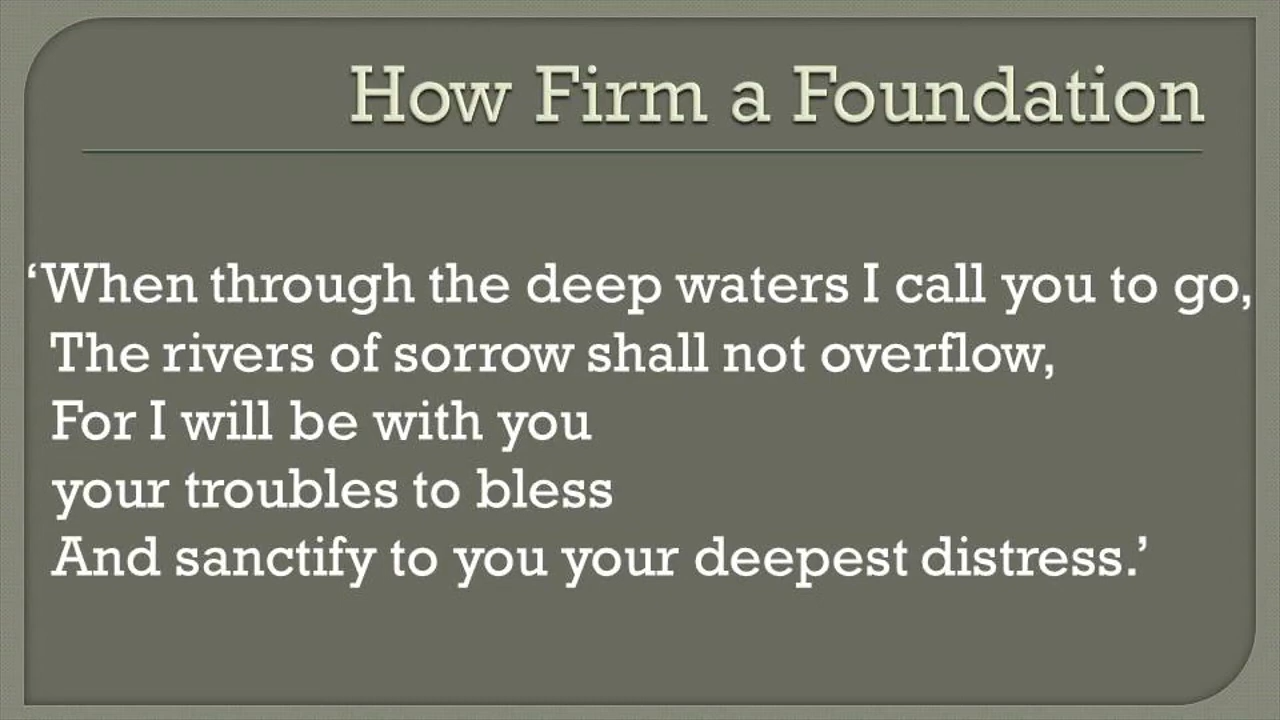 How Firm a Foundation
‘When through the deep waters I call you to go,
The rivers of sorrow shall not overflow,
For I will be with you
your troubles to bless
And sanctify to you your deepest distress.’